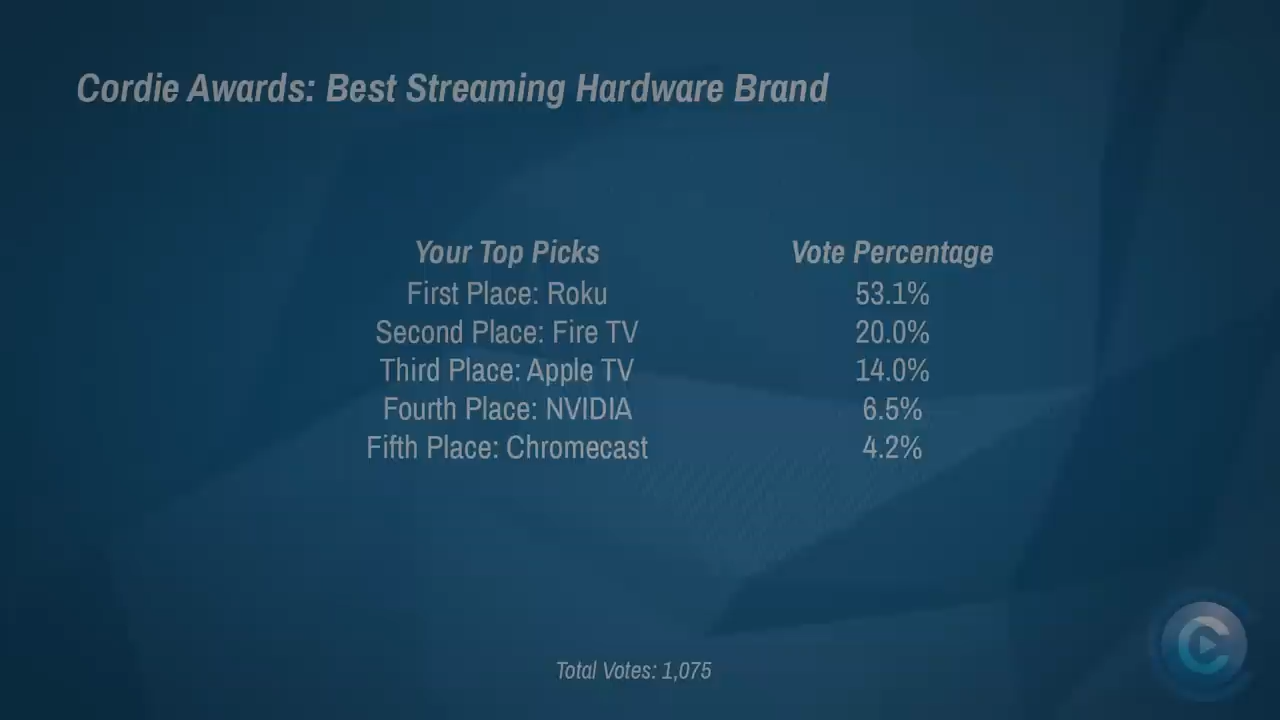 Cordie Awards: Best Streaming Hardware Brand
Your Top Picks Vote Percentage
First Place: Roku 53.1%
Second Place: Fire TV 20.0%
Third Place: Apple TV 14.0%
Fourth Place: NVIDIA 6.5%
Fifth Place: Chromecast 4.2%
Total Votes: 1,075